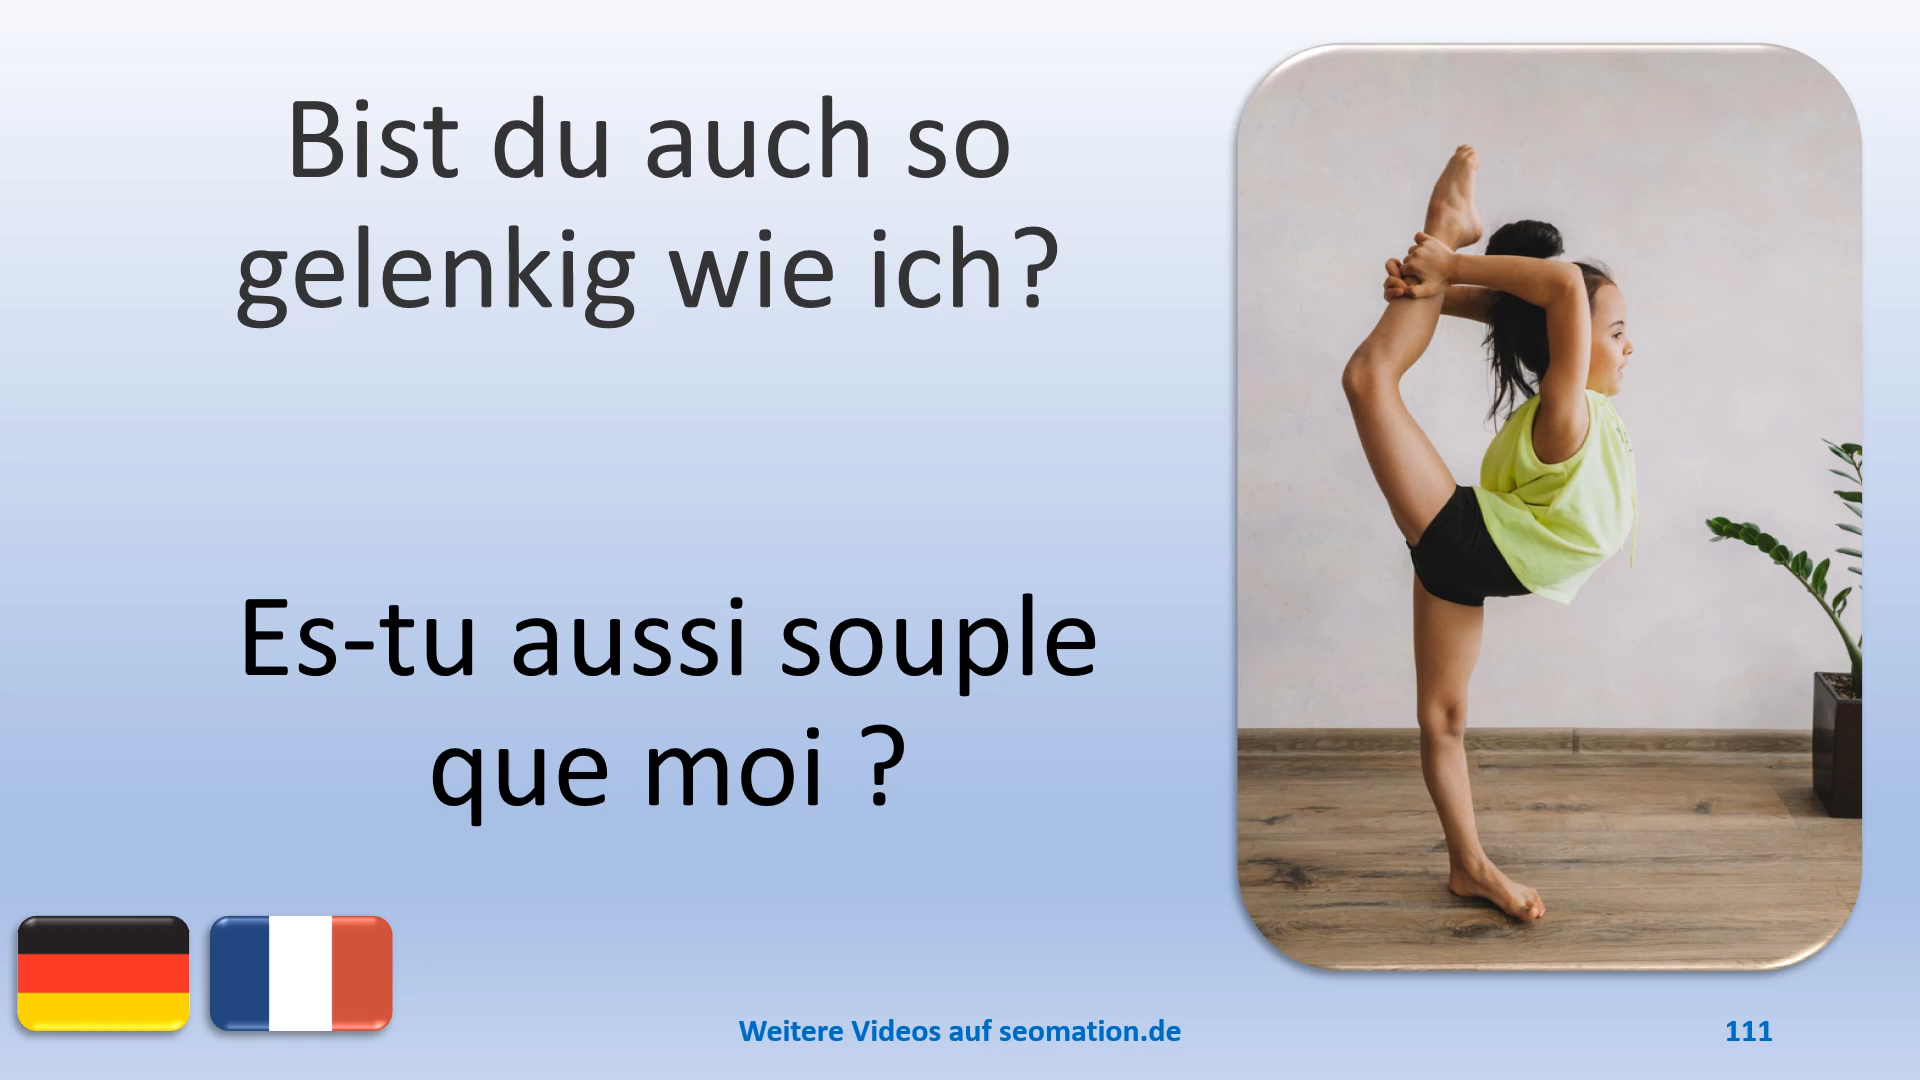 Bist du auch so
gelenkig wie ich?
Es-tu aussi souple
que moi ?
Weitere Videos auf seomation.de
111